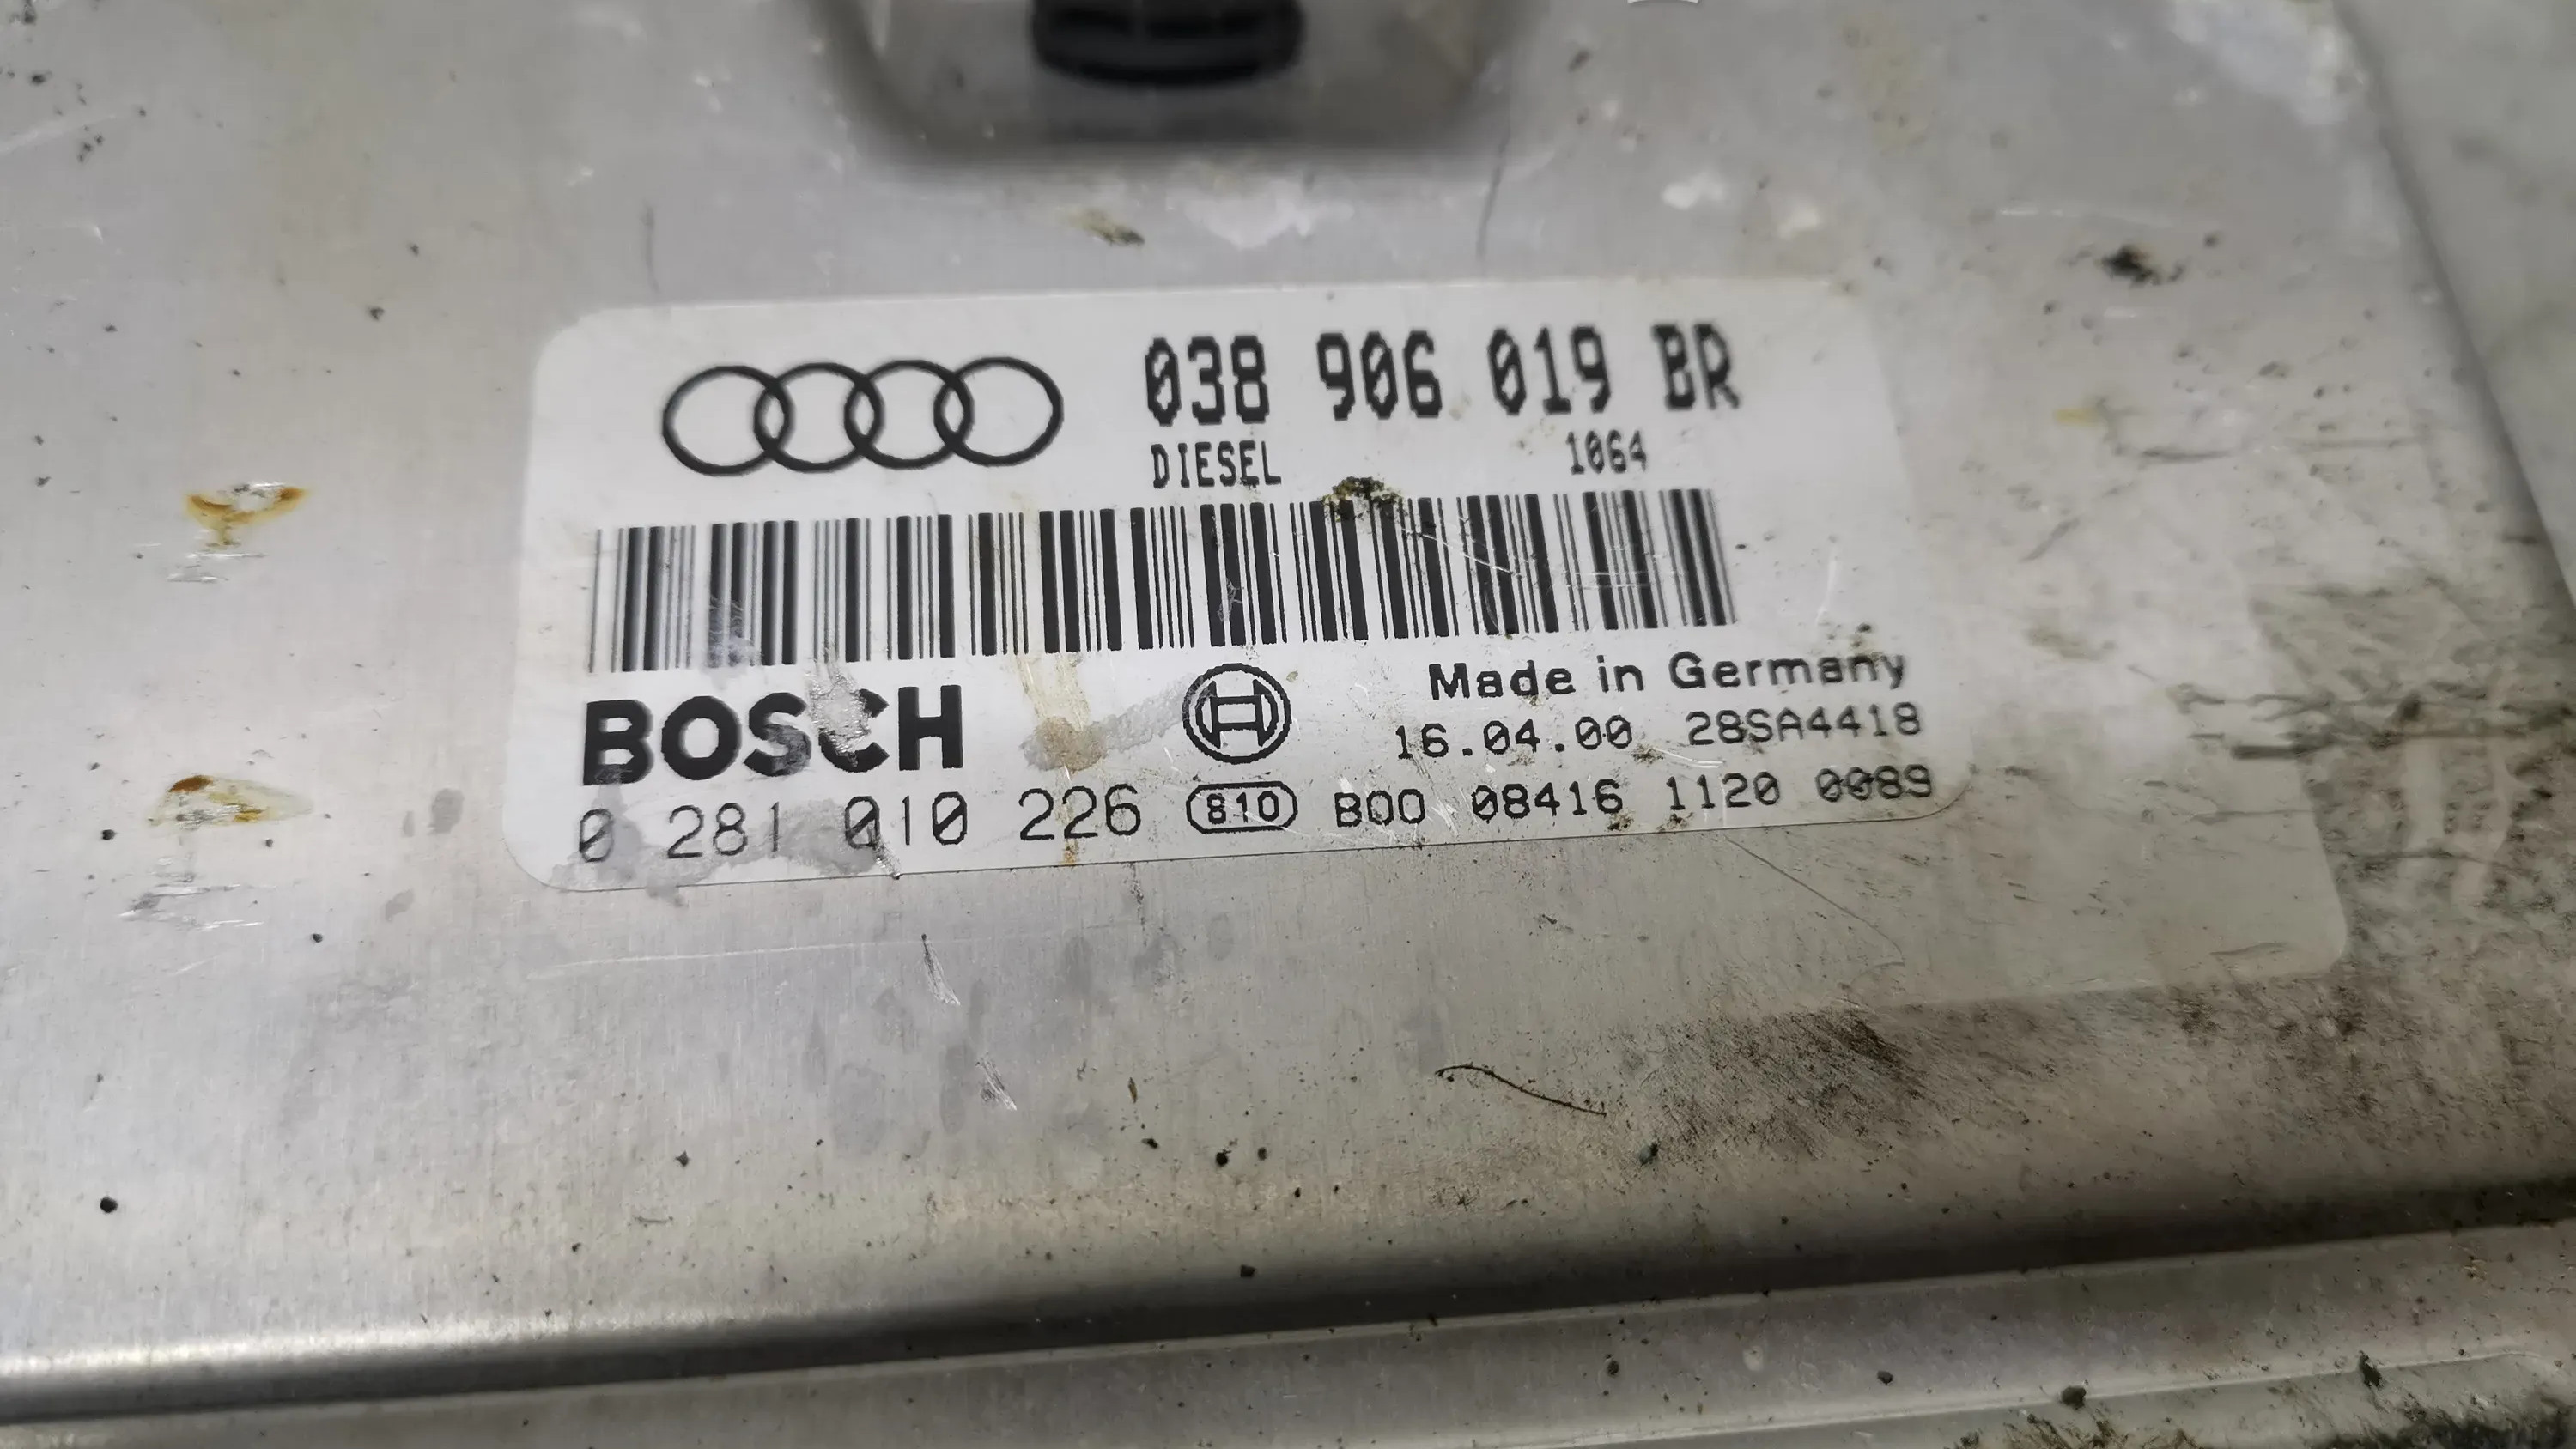 038 906 019 BR
DIESEL 1064
BOSCH
Made in Germany
16.04.00 28SA4418
0 281 010 226 810 B00 08416 1120 0089